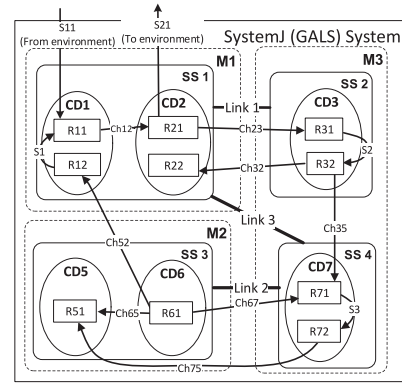 S11
(From environment)
S21
(To environment)
SystemJ (GALS) System
M1
M3
SS 1
SS 2
CD1
CD2
CD3
Link 1
R11
Ch12
R21
Ch23
R31
S1
S2
R12
R22
Ch32
R32
Link 3
Ch35
Ch52
M2
SS 3
SS 4
CD5
CD6
CD7
Link 2
R51
Ch65
R61
Ch67
R71
S3
R72
Ch75